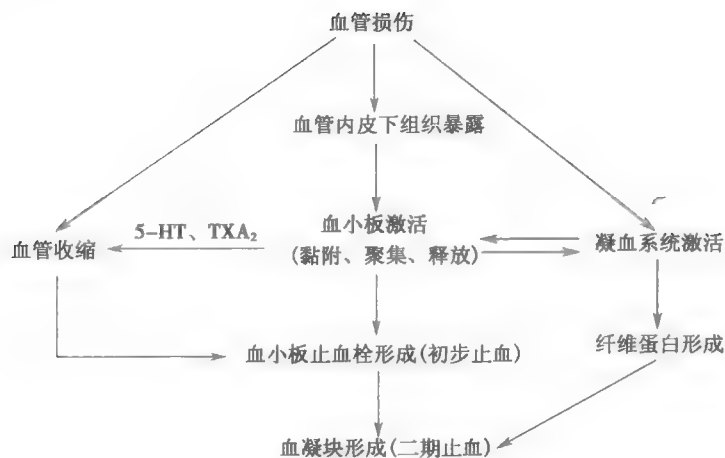 血管损伤
血管内皮下组织暴露
血管收缩
5-HT、TXA₂
血小板激活
(黏附、聚集、释放)
凝血系统激活
血小板止血栓形成(初步止血)
纤维蛋白形成
血凝块形成(二期止血)